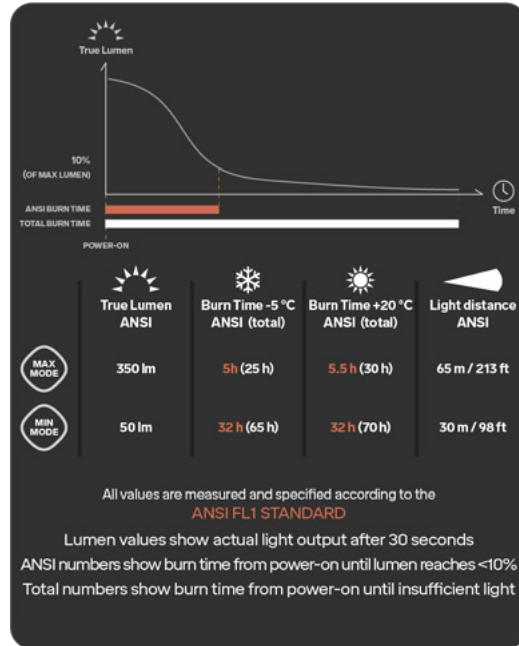 True Lumen
10%
(OF MAX LUMEN)
ANSI BURN TIME
TOTAL BURN TIME
Time
POWER-ON
True Lumen
ANSI
Burn Time -5 °C
ANSI (total)
Burn Time +20 °C
ANSI (total)
Light distance
ANSI
MAX
MODE
350 lm
5h (25 h)
5.5 h (30 h)
65 m / 213 ft
MIN
MODE
50 lm
32 h (65 h)
32 h (70 h)
30 m / 98 ft
All values are measured and specified according to the
ANSI FL1 STANDARD
Lumen values show actual light output after 30 seconds
ANSI numbers show burn time from power-on until lumen reaches <10%
Total numbers show burn time from power-on until insufficient light